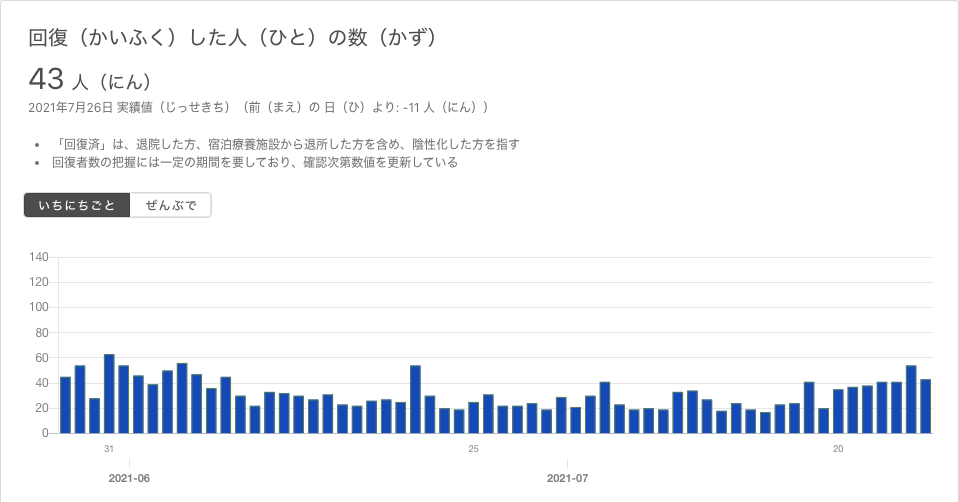 回復（かいふく）した人（ひと）の数（かず）
43 人（にん）
2021年7月26日 実績値（じっせきち）（前（まえ）の 日（ひ）より: -11 人（にん））
• 「回復済」は、退院した方、宿泊療養施設から退所した方を含め、陰性化した方を指す
• 回復者数の把握には一定の期間を要しており、確認次第数値を更新している
いちにちごと ぜんぶで
140
120
100
80
60
40
20
0
31 25 20
2021-06 2021-07